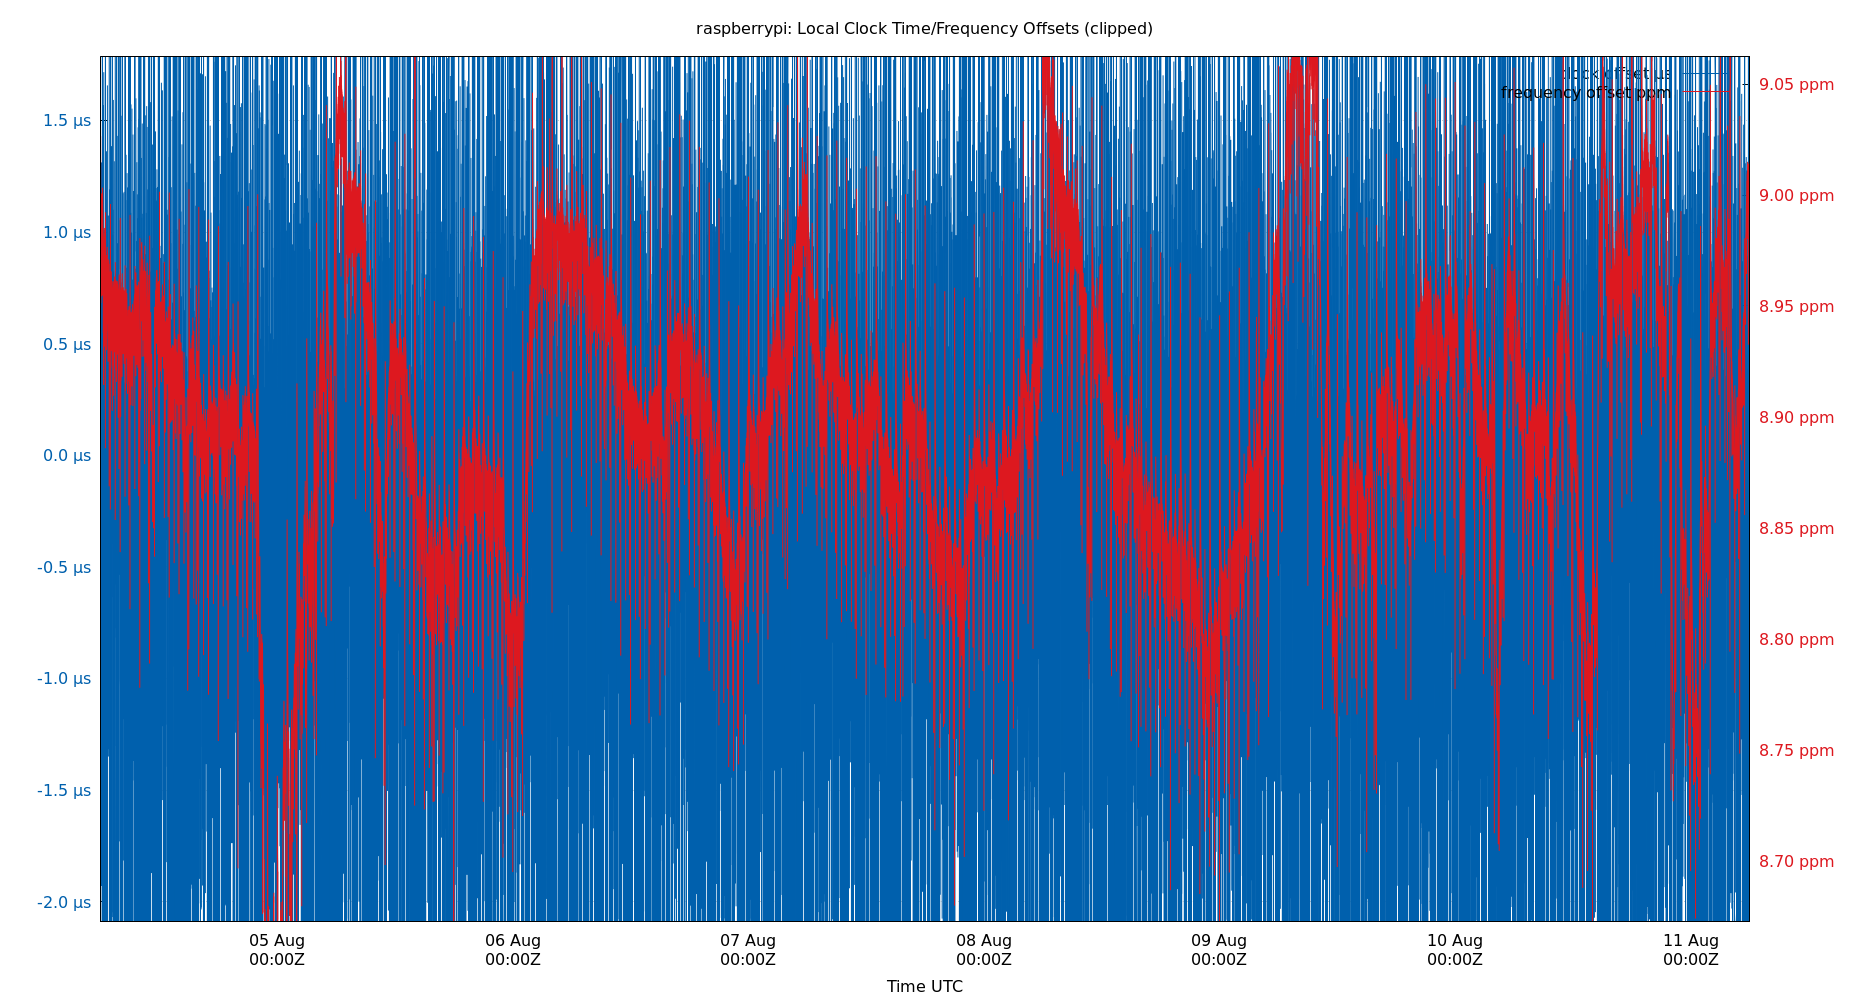 raspberrypi: Local Clock Time/Frequency Offsets (clipped)
clock offset µs
frequency offset ppm
1.5 µs
1.0 µs
0.5 µs
0.0 µs
-0.5 µs
-1.0 µs
-1.5 µs
-2.0 µs
9.05 ppm
9.00 ppm
8.95 ppm
8.90 ppm
8.85 ppm
8.80 ppm
8.75 ppm
8.70 ppm
05 Aug 06 Aug 07 Aug 08 Aug 09 Aug 10 Aug 11 Aug
00:00Z 00:00Z 00:00Z 00:00Z 00:00Z 00:00Z 00:00Z
Time UTC